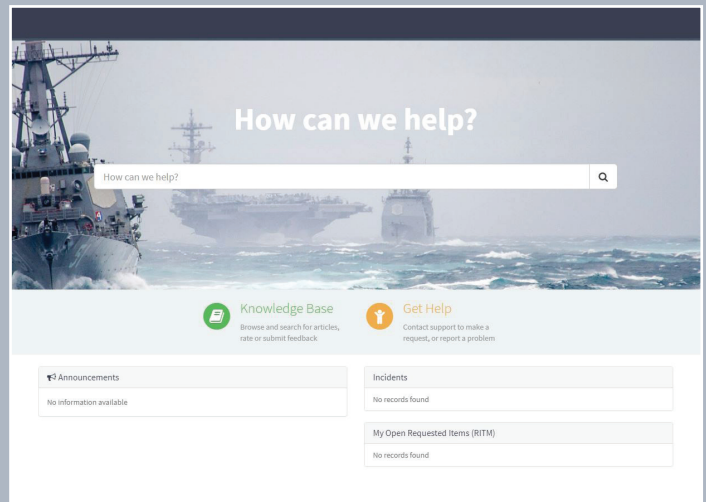 How can we help?
How can we help?
Knowledge Base
Browse and search for articles,
rate or submit feedback
Get Help
Contact support to make a
request, or report a problem
Announcements
No information available
Incidents
No records found
My Open Requested Items (RITM)
No records found